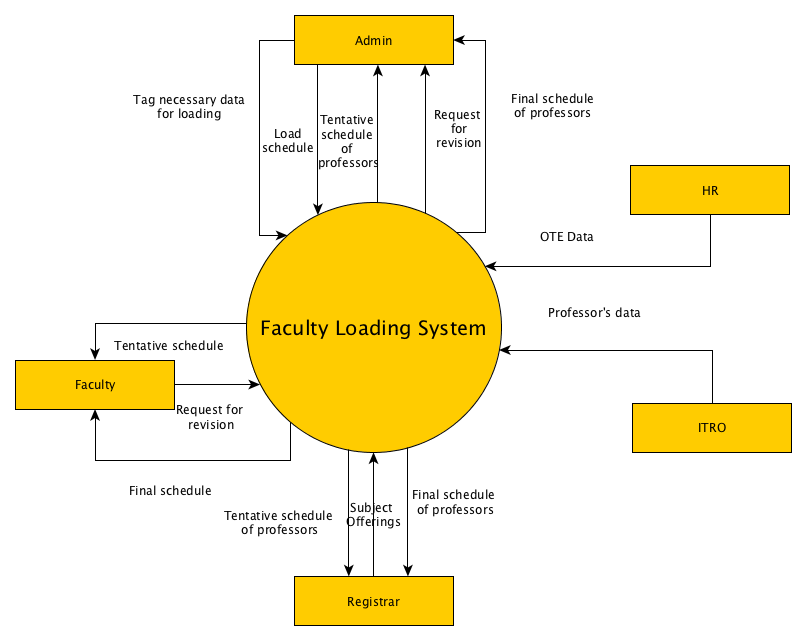 Admin
Tag necessary data
for loading
Load
schedule
Tentative
schedule
of
professors
Request
for
revision
Final schedule
of professors
HR
OTE Data
Faculty Loading System
Professor's data
Tentative schedule
Faculty
Request for
revision
ITRO
Final schedule
Tentative schedule
of professors
Subject
Offerings
Final schedule
of professors
Registrar